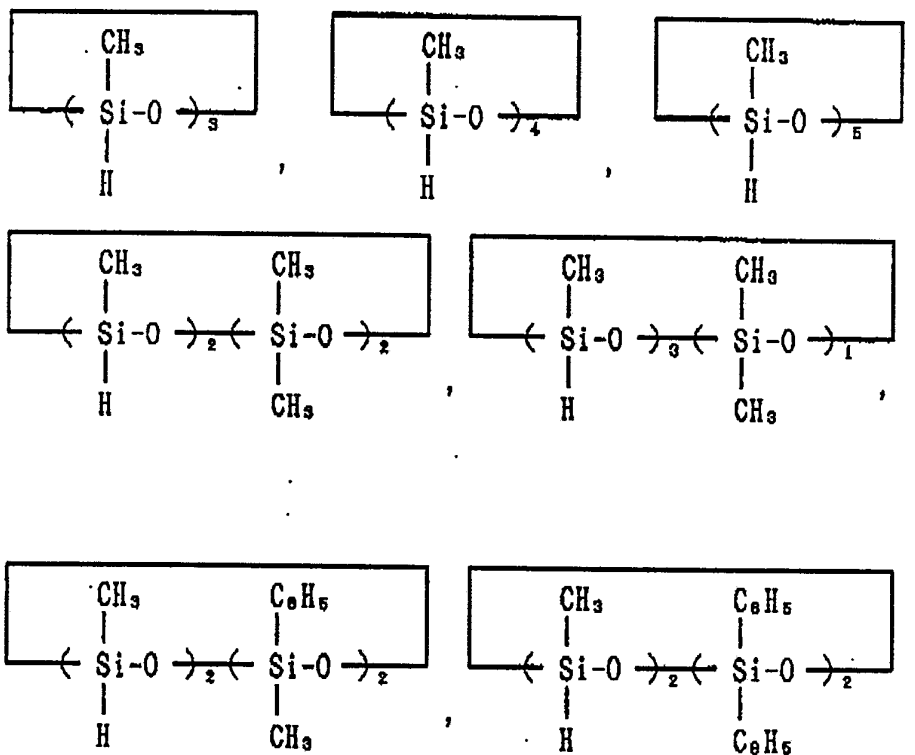 CH₃ CH₃ CH₃
( Si-O )₃ ( Si-O )₄ ( Si-O )₅
H , H , H
CH₃ CH₃ CH₃ CH₃
( Si-O )₂ ( Si-O )₂ ( Si-O )₃ ( Si-O )₁
H CH₃ , H CH₃ ,
CH₃ C₆H₅ CH₃ C₆H₅
( Si-O )₂ ( Si-O )₂ ( Si-O )₂ ( Si-O )₂
H CH₃ , H C₆H₅